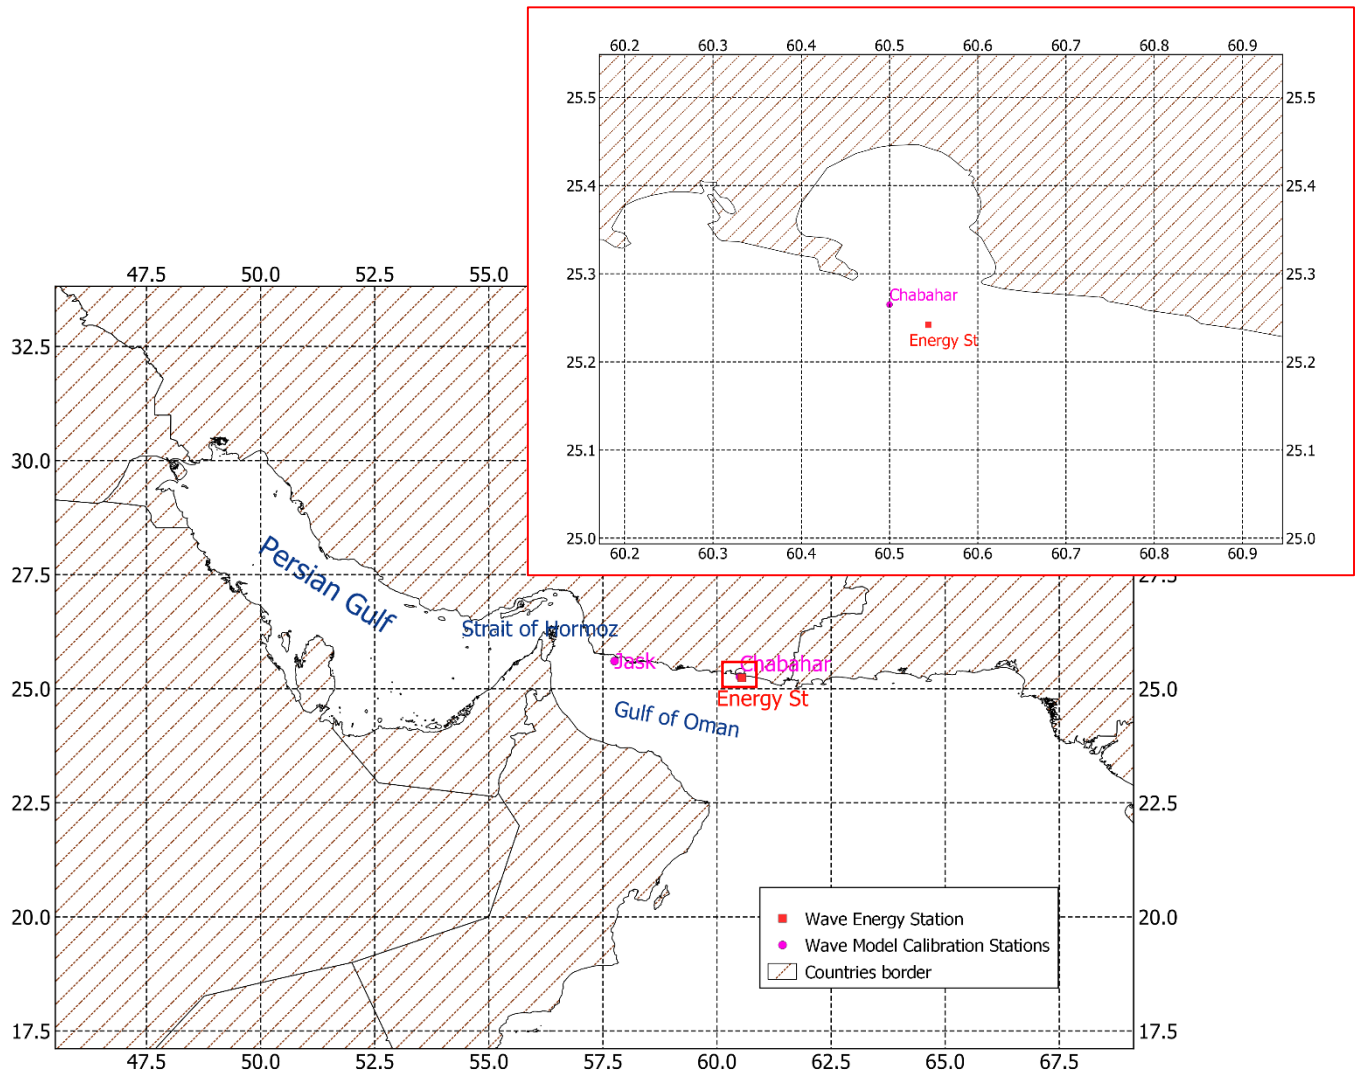 60.2 60.3 60.4 60.5 60.6 60.7 60.8 60.9
25.5 25.5
25.4 25.4
25.3 25.3
Chabahar
Energy St
25.2 25.2
25.1 25.1
25.0 25.0
60.2 60.3 60.4 60.5 60.6 60.7 60.8 60.9
47.5 50.0 52.5 55.0
32.5
30.0
27.5 27.5
Persian Gulf
Strait of Hormoz
Jask
Chabahar
25.0 25.0
Energy St
Gulf of Oman
22.5 22.5
20.0 20.0
Wave Energy Station
Wave Model Calibration Stations
Countries border
17.5 17.5
47.5 50.0 52.5 55.0 57.5 60.0 62.5 65.0 67.5